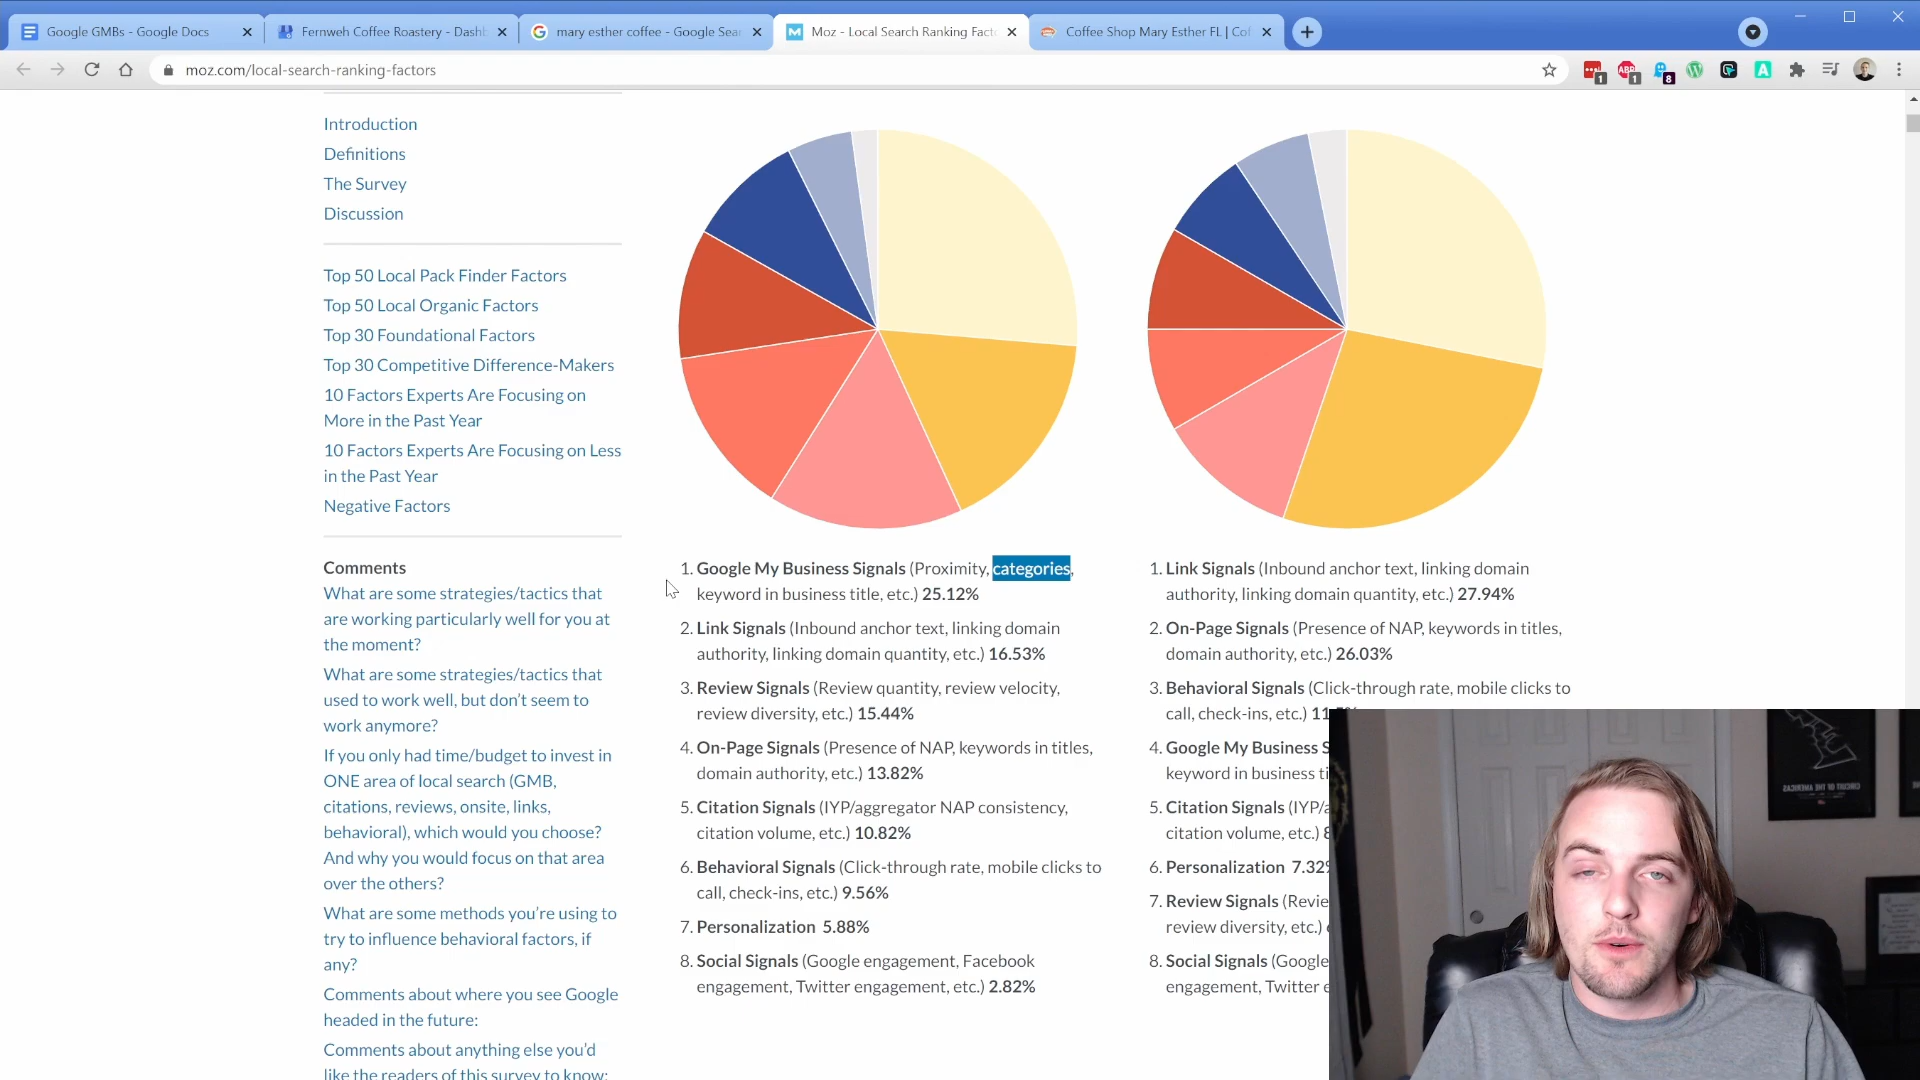 Google GMBs - Google Docs
Fernweh Coffee Roastery - Dashb
mary esther coffee - Google Sear
Moz - Local Search Ranking Facto
Coffee Shop Mary Esther FL | Cof
moz.com/local-search-ranking-factors
Introduction
Definitions
The Survey
Discussion
Top 50 Local Pack Finder Factors
Top 50 Local Organic Factors
Top 30 Foundational Factors
Top 30 Competitive Difference-Makers
10 Factors Experts Are Focusing on
More in the Past Year
10 Factors Experts Are Focusing on Less
in the Past Year
Negative Factors
Comments
What are some strategies/tactics that
are working particularly well for you at
the moment?
What are some strategies/tactics that
used to work well, but don't seem to
work anymore?
If you only had time/budget to invest in
ONE area of local search (GMB,
citations, reviews, onsite, links,
behavioral), which would you choose?
And why you would focus on that area
over the others?
What are some methods you're using to
try to influence behavioral factors, if
any?
Comments about where you see Google
headed in the future:
Comments about anything else you'd
like the readers of this survey to know:
1. Google My Business Signals (Proximity, categories,
keyword in business title, etc.) 25.12%
2. Link Signals (Inbound anchor text, linking domain
authority, linking domain quantity, etc.) 16.53%
3. Review Signals (Review quantity, review velocity,
review diversity, etc.) 15.44%
4. On-Page Signals (Presence of NAP, keywords in titles,
domain authority, etc.) 13.82%
5. Citation Signals (IYP/aggregator NAP consistency,
citation volume, etc.) 10.82%
6. Behavioral Signals (Click-through rate, mobile clicks to
call, check-ins, etc.) 9.56%
7. Personalization 5.88%
8. Social Signals (Google engagement, Facebook
engagement, Twitter engagement, etc.) 2.82%
1. Link Signals (Inbound anchor text, linking domain
authority, linking domain quantity, etc.) 27.94%
2. On-Page Signals (Presence of NAP, keywords in titles,
domain authority, etc.) 26.03%
3. Behavioral Signals (Click-through rate, mobile clicks to
call, check-ins, etc.) 11
4. Google My Business S
keyword in business ti
5. Citation Signals (IYP/a
citation volume, etc.) 8
6. Personalization 7.32%
7. Review Signals (Revie
review diversity, etc.)
8. Social Signals (Google
engagement, Twitter e